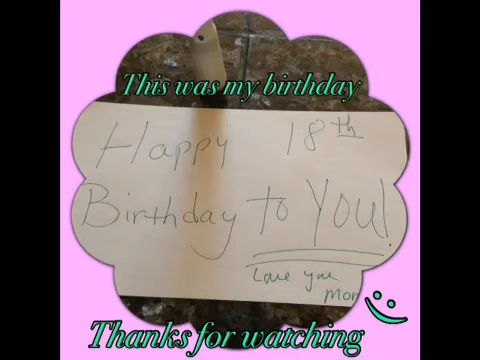 This was my birthday
Happy 18th
Birthday to YOU!
Love you
mom
Thanks for watching